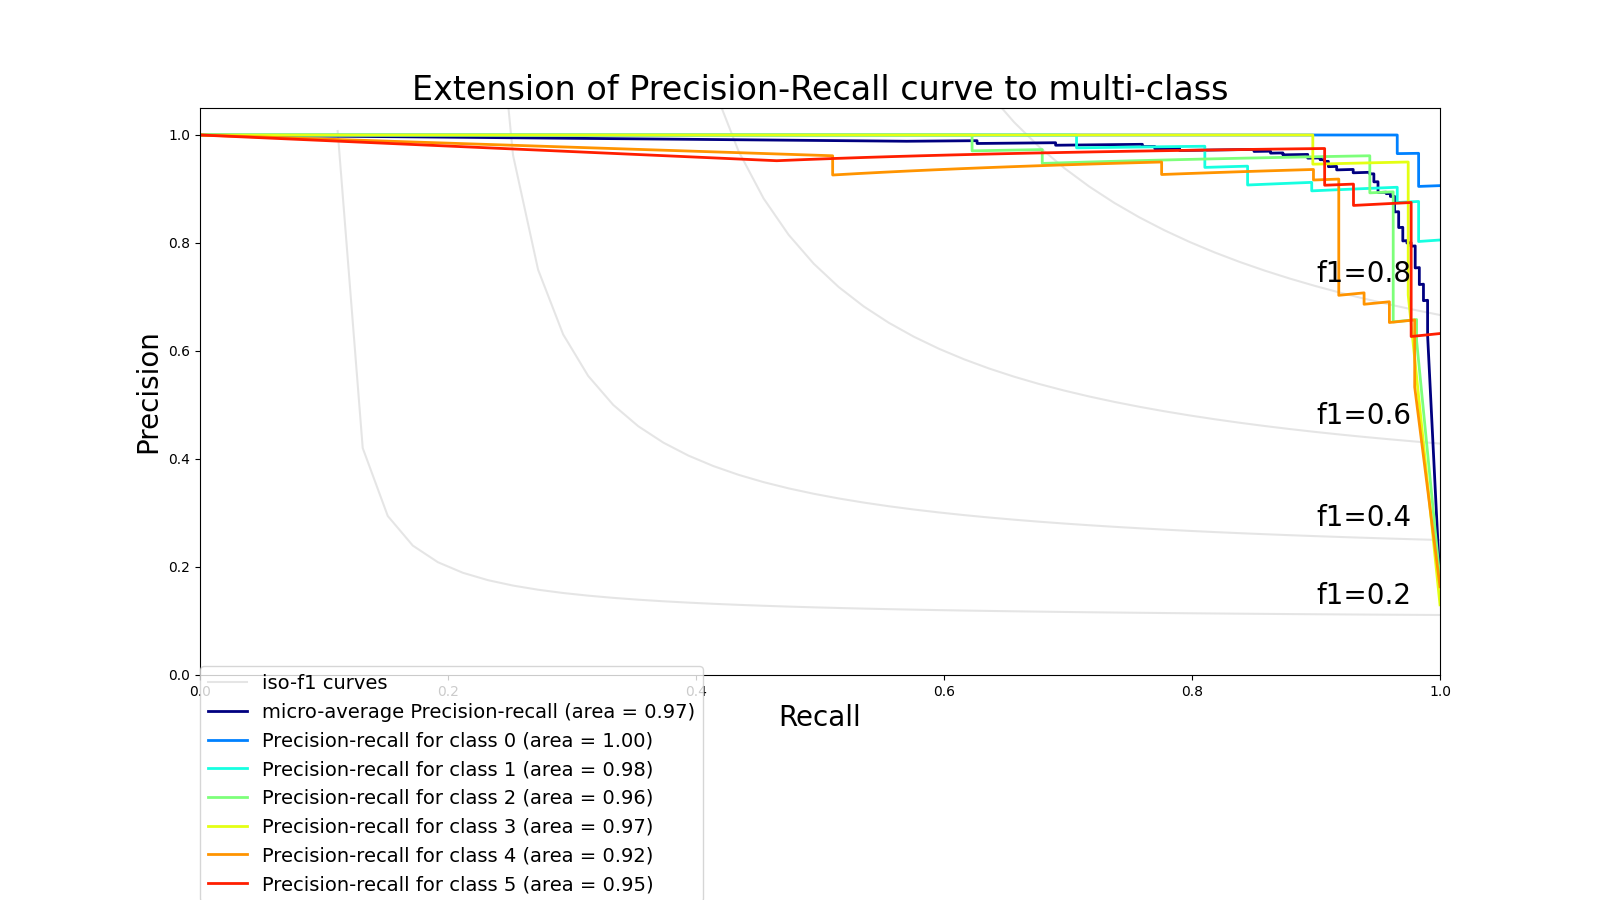 Extension of Precision-Recall curve to multi-class
1.0
0.8
0.6
0.4
0.2
0.0
Precision
f1=0.8
f1=0.6
f1=0.4
f1=0.2
0.0 0.2 0.4 0.6 0.8 1.0
Recall
iso-f1 curves
micro-average Precision-recall (area = 0.97)
Precision-recall for class 0 (area = 1.00)
Precision-recall for class 1 (area = 0.98)
Precision-recall for class 2 (area = 0.96)
Precision-recall for class 3 (area = 0.97)
Precision-recall for class 4 (area = 0.92)
Precision-recall for class 5 (area = 0.95)